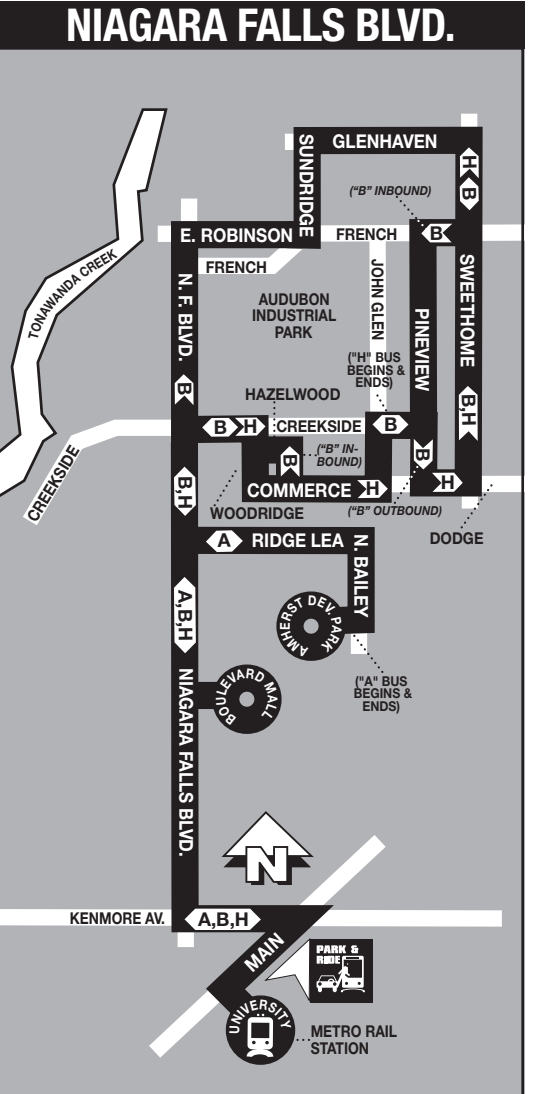 NIAGARA FALLS BLVD.
GLENHAVEN
SUNDRIDGE
H
B
("B" INBOUND)
B
E. ROBINSON
FRENCH
FRENCH
TONAWANDA CREEK
N. F. BLVD.
JOHN GLEN
SWEETHOME
PINEVIEW
AUDUBON
INDUSTRIAL
PARK
("H" BUS
BEGINS &
ENDS)
B
HAZELWOOD
B,H
B H
CREEKSIDE
B
B
("B" IN-
BOUND)
B
CREEKSIDE
B,H
COMMERCE
H
H
WOODRIDGE
("B" OUTBOUND)
DODGE
A
RIDGE LEA
N. BAILEY
A,B,H
AMHERST DEV. PARK
("A" BUS
BEGINS &
ENDS)
BOULEVARD MALL
NIAGARA FALLS BLVD.
N
KENMORE AV.
A,B,H
MAIN
PARK &
RIDE
UNIVERSITY
METRO RAIL
STATION